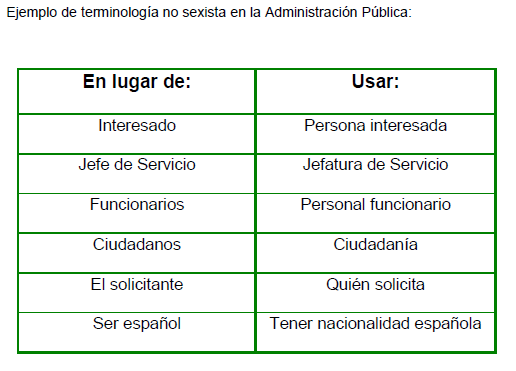 Ejemplo de terminología no sexista en la Administración Pública:
En lugar de: Usar:
Interesado Persona interesada
Jefe de Servicio Jefatura de Servicio
Funcionarios Personal funcionario
Ciudadanos Ciudadanía
El solicitante Quién solicita
Ser español Tener nacionalidad española